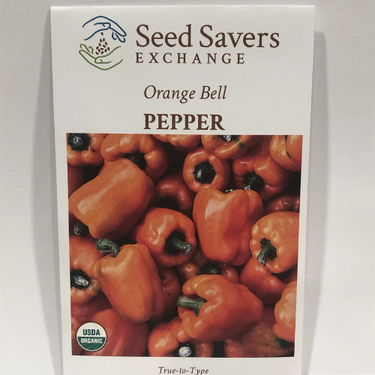 Seed Savers
EXCHANGE
Orange Bell
PEPPER
USDA
ORGANIC
True-to-Type